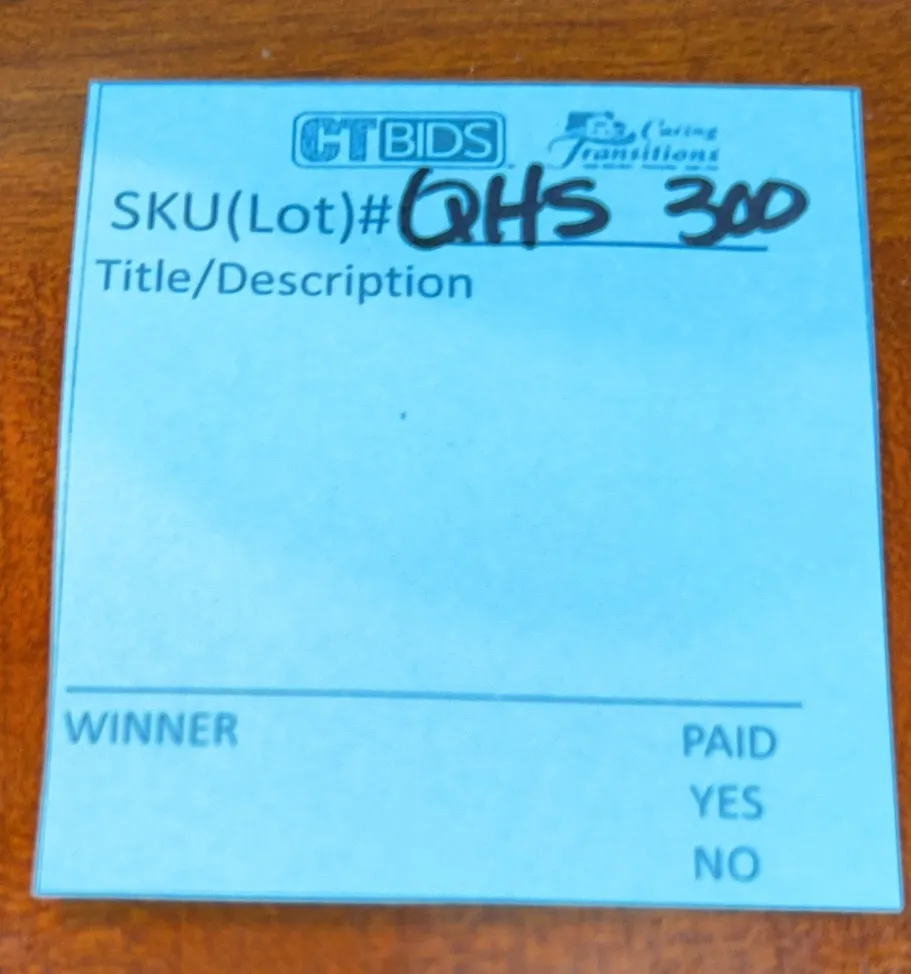 CTBIDS Caring
Transitions
SKU(Lot)# QHS 300
Title/Description
WINNER PAID
YES
NO